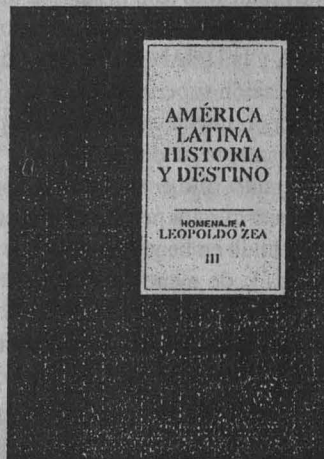 AMÉRICA
LATINA
HISTORIA
Y DESTINO
HOMENAJE A
LEOPOLDO ZEA
III